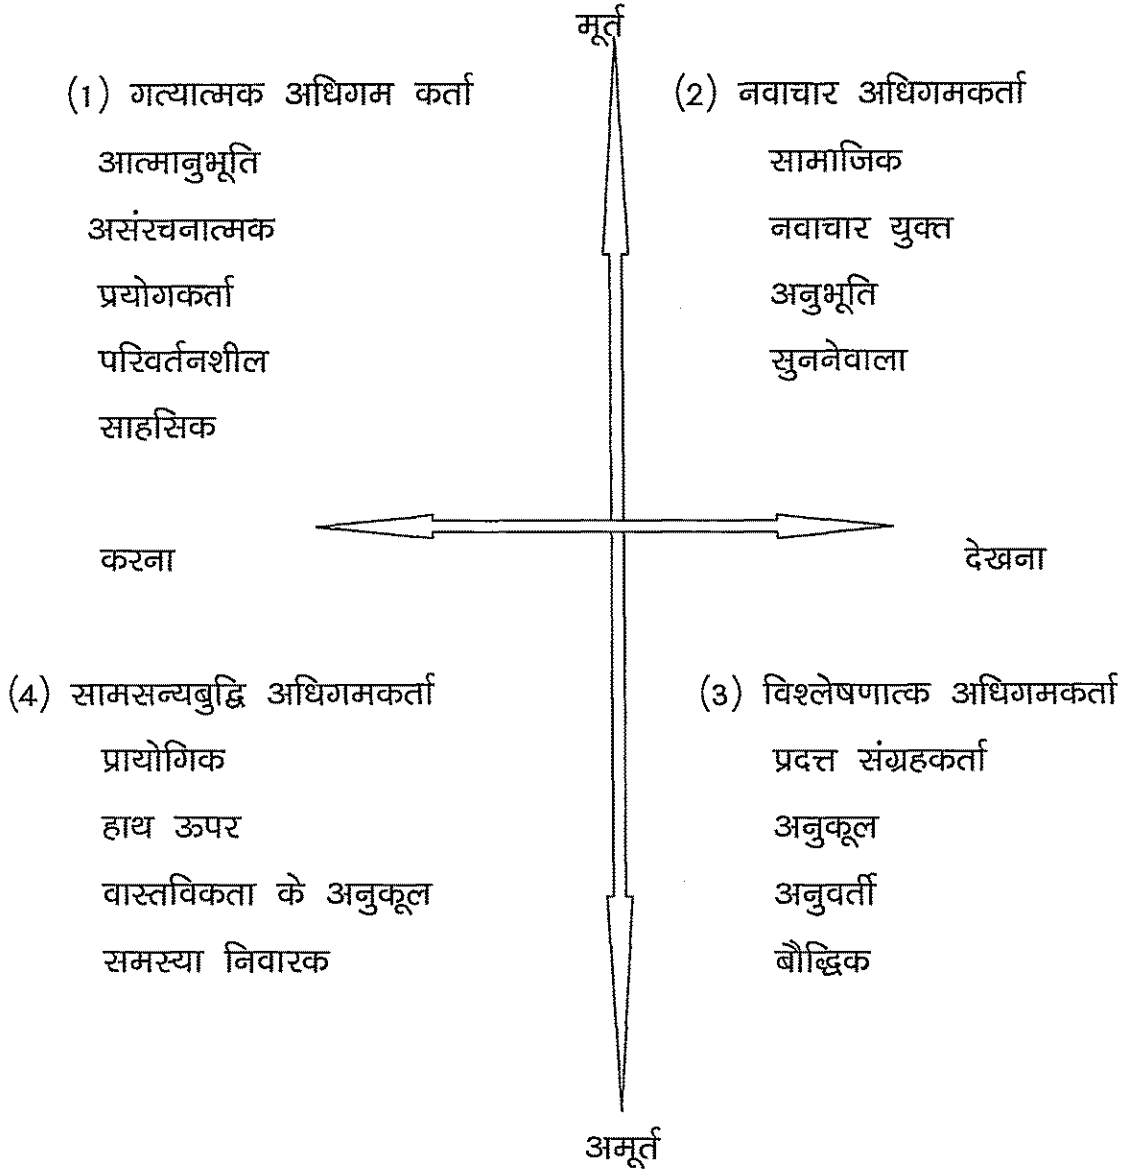 मूर्त
(1) गत्यात्मक अधिगम कर्ता
आत्मानुभूति
असंरचनात्मक
प्रयोगकर्ता
परिवर्तनशील
साहसिक
(2) नवाचार अधिगमकर्ता
सामाजिक
नवाचार युक्त
अनुभूति
सुननेवाला
करना
देखना
(4) सामसन्यबुद्वि अधिगमकर्ता
प्रायोगिक
हाथ ऊपर
वास्तविकता के अनुकूल
समस्या निवारक
(3) विश्लेषणात्क अधिगमकर्ता
प्रदत्त संग्रहकर्ता
अनुकूल
अनुवर्ती
बौद्धिक
अमूर्त